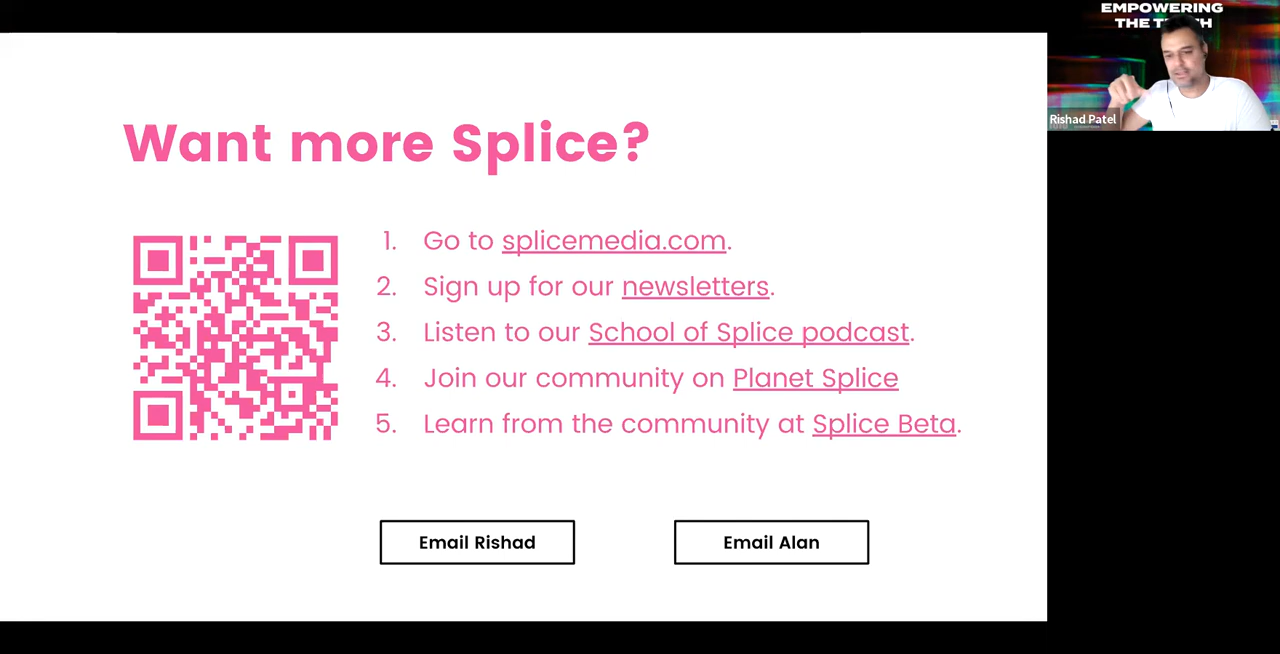 Want more Splice?
1. Go to splicemedia.com.
2. Sign up for our newsletters.
3. Listen to our School of Splice podcast.
4. Join our community on Planet Splice
5. Learn from the community at Splice Beta.
Email Rishad
Email Alan
EMPOWERING
THE
Rishad Patel